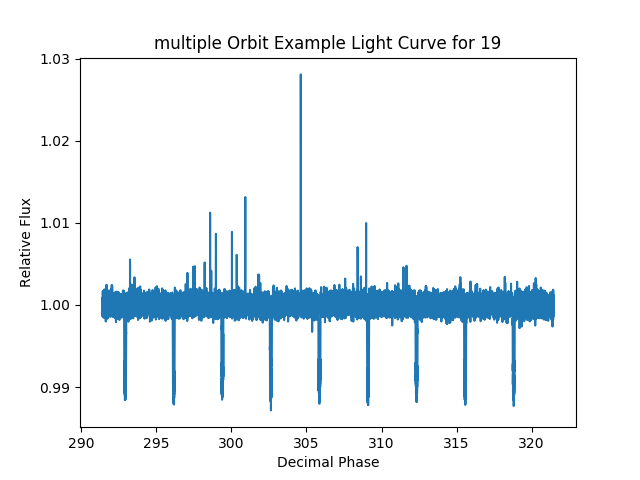 multiple Orbit Example Light Curve for 19
1.03
1.02
1.01
1.00
0.99
Relative Flux
290 295 300 305 310 315 320
Decimal Phase